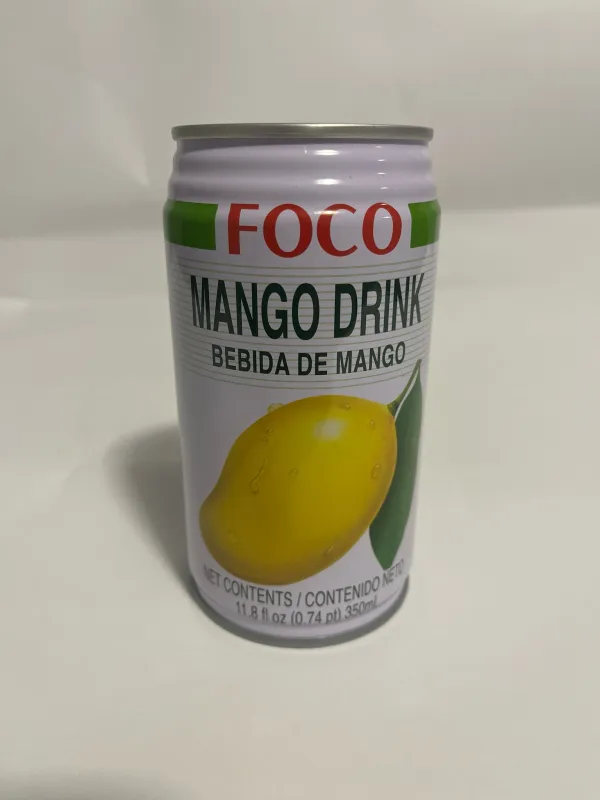 FOCO
MANGO DRINK
BEBIDA DE MANGO
NET CONTENTS / CONTENIDO NETO
11.8 fl oz (0.74 pt) 350ml